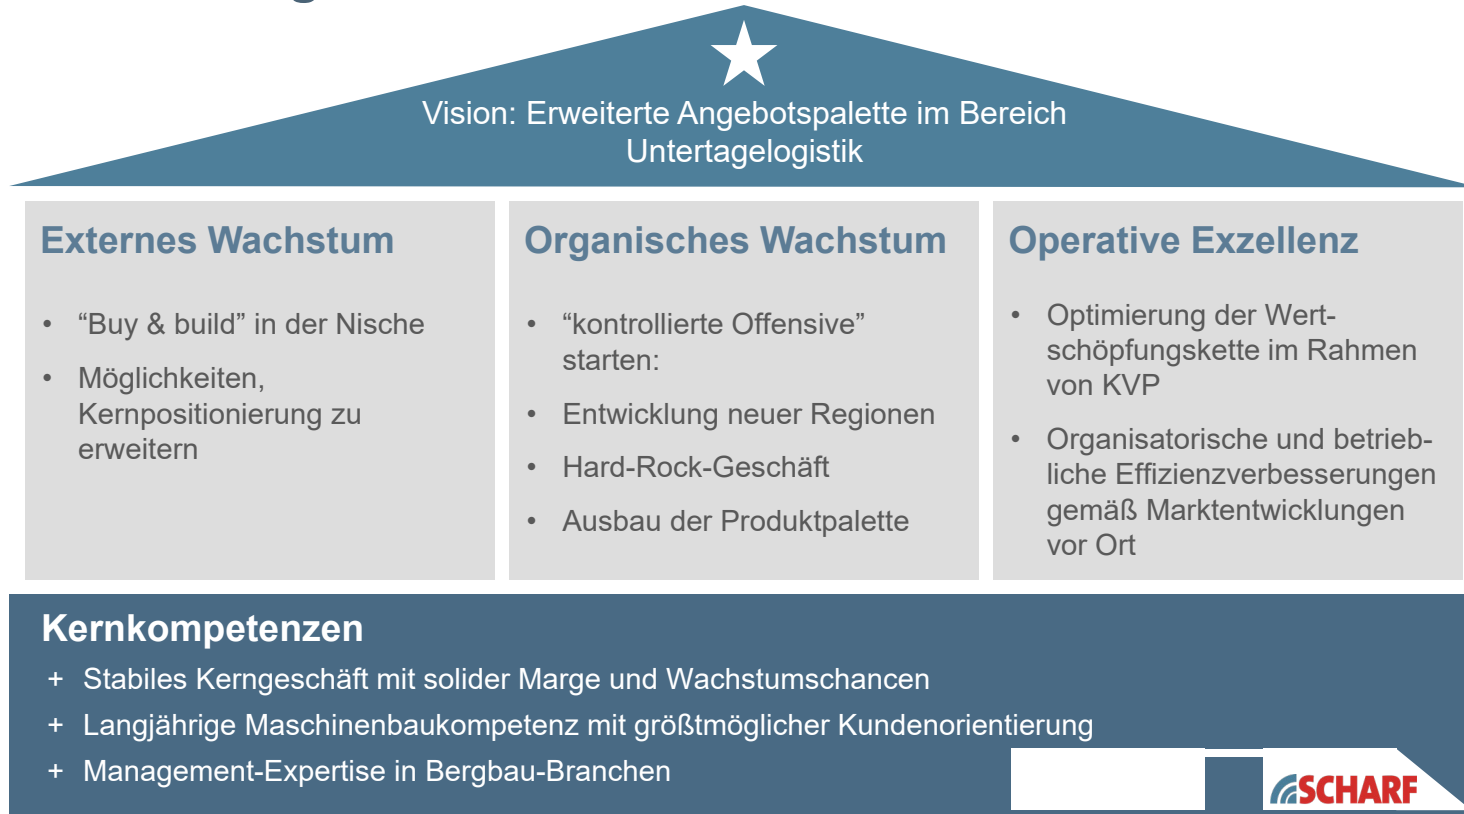 Vision: Erweiterte Angebotspalette im Bereich
Untertagelogistik
Externes Wachstum
• “Buy & build” in der Nische
• Möglichkeiten,
Kernpositionierung zu
erweitern
Organisches Wachstum
• “kontrollierte Offensive”
starten:
• Entwicklung neuer Regionen
• Hard-Rock-Geschäft
• Ausbau der Produktpalette
Operative Exzellenz
• Optimierung der Wert-
schöpfungskette im Rahmen
von KVP
• Organisatorische und betrieb-
liche Effizienzverbesserungen
gemäß Marktentwicklungen
vor Ort
Kernkompetenzen
+ Stabiles Kerngeschäft mit solider Marge und Wachstumschancen
+ Langjährige Maschinenbaukompetenz mit größtmöglicher Kundenorientierung
+ Management-Expertise in Bergbau-Branchen
SCHARF